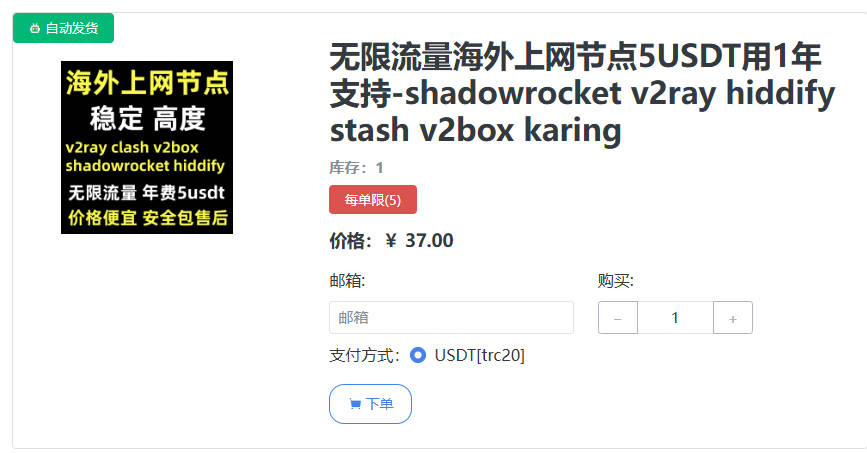 自动发货
海外上网节点
稳定 高度
v2ray clash v2box
shadowrocket hiddify
无限流量 年费5usdt
价格便宜 安全包售后
无限流量海外上网节点5USDT用1年
支持-shadowrocket v2ray hiddify
stash v2box karing
库存：1
每单限(5)
价格：￥ 37.00
邮箱:
购买:
邮箱
− 1 +
支付方式： USDT[trc20]
下单